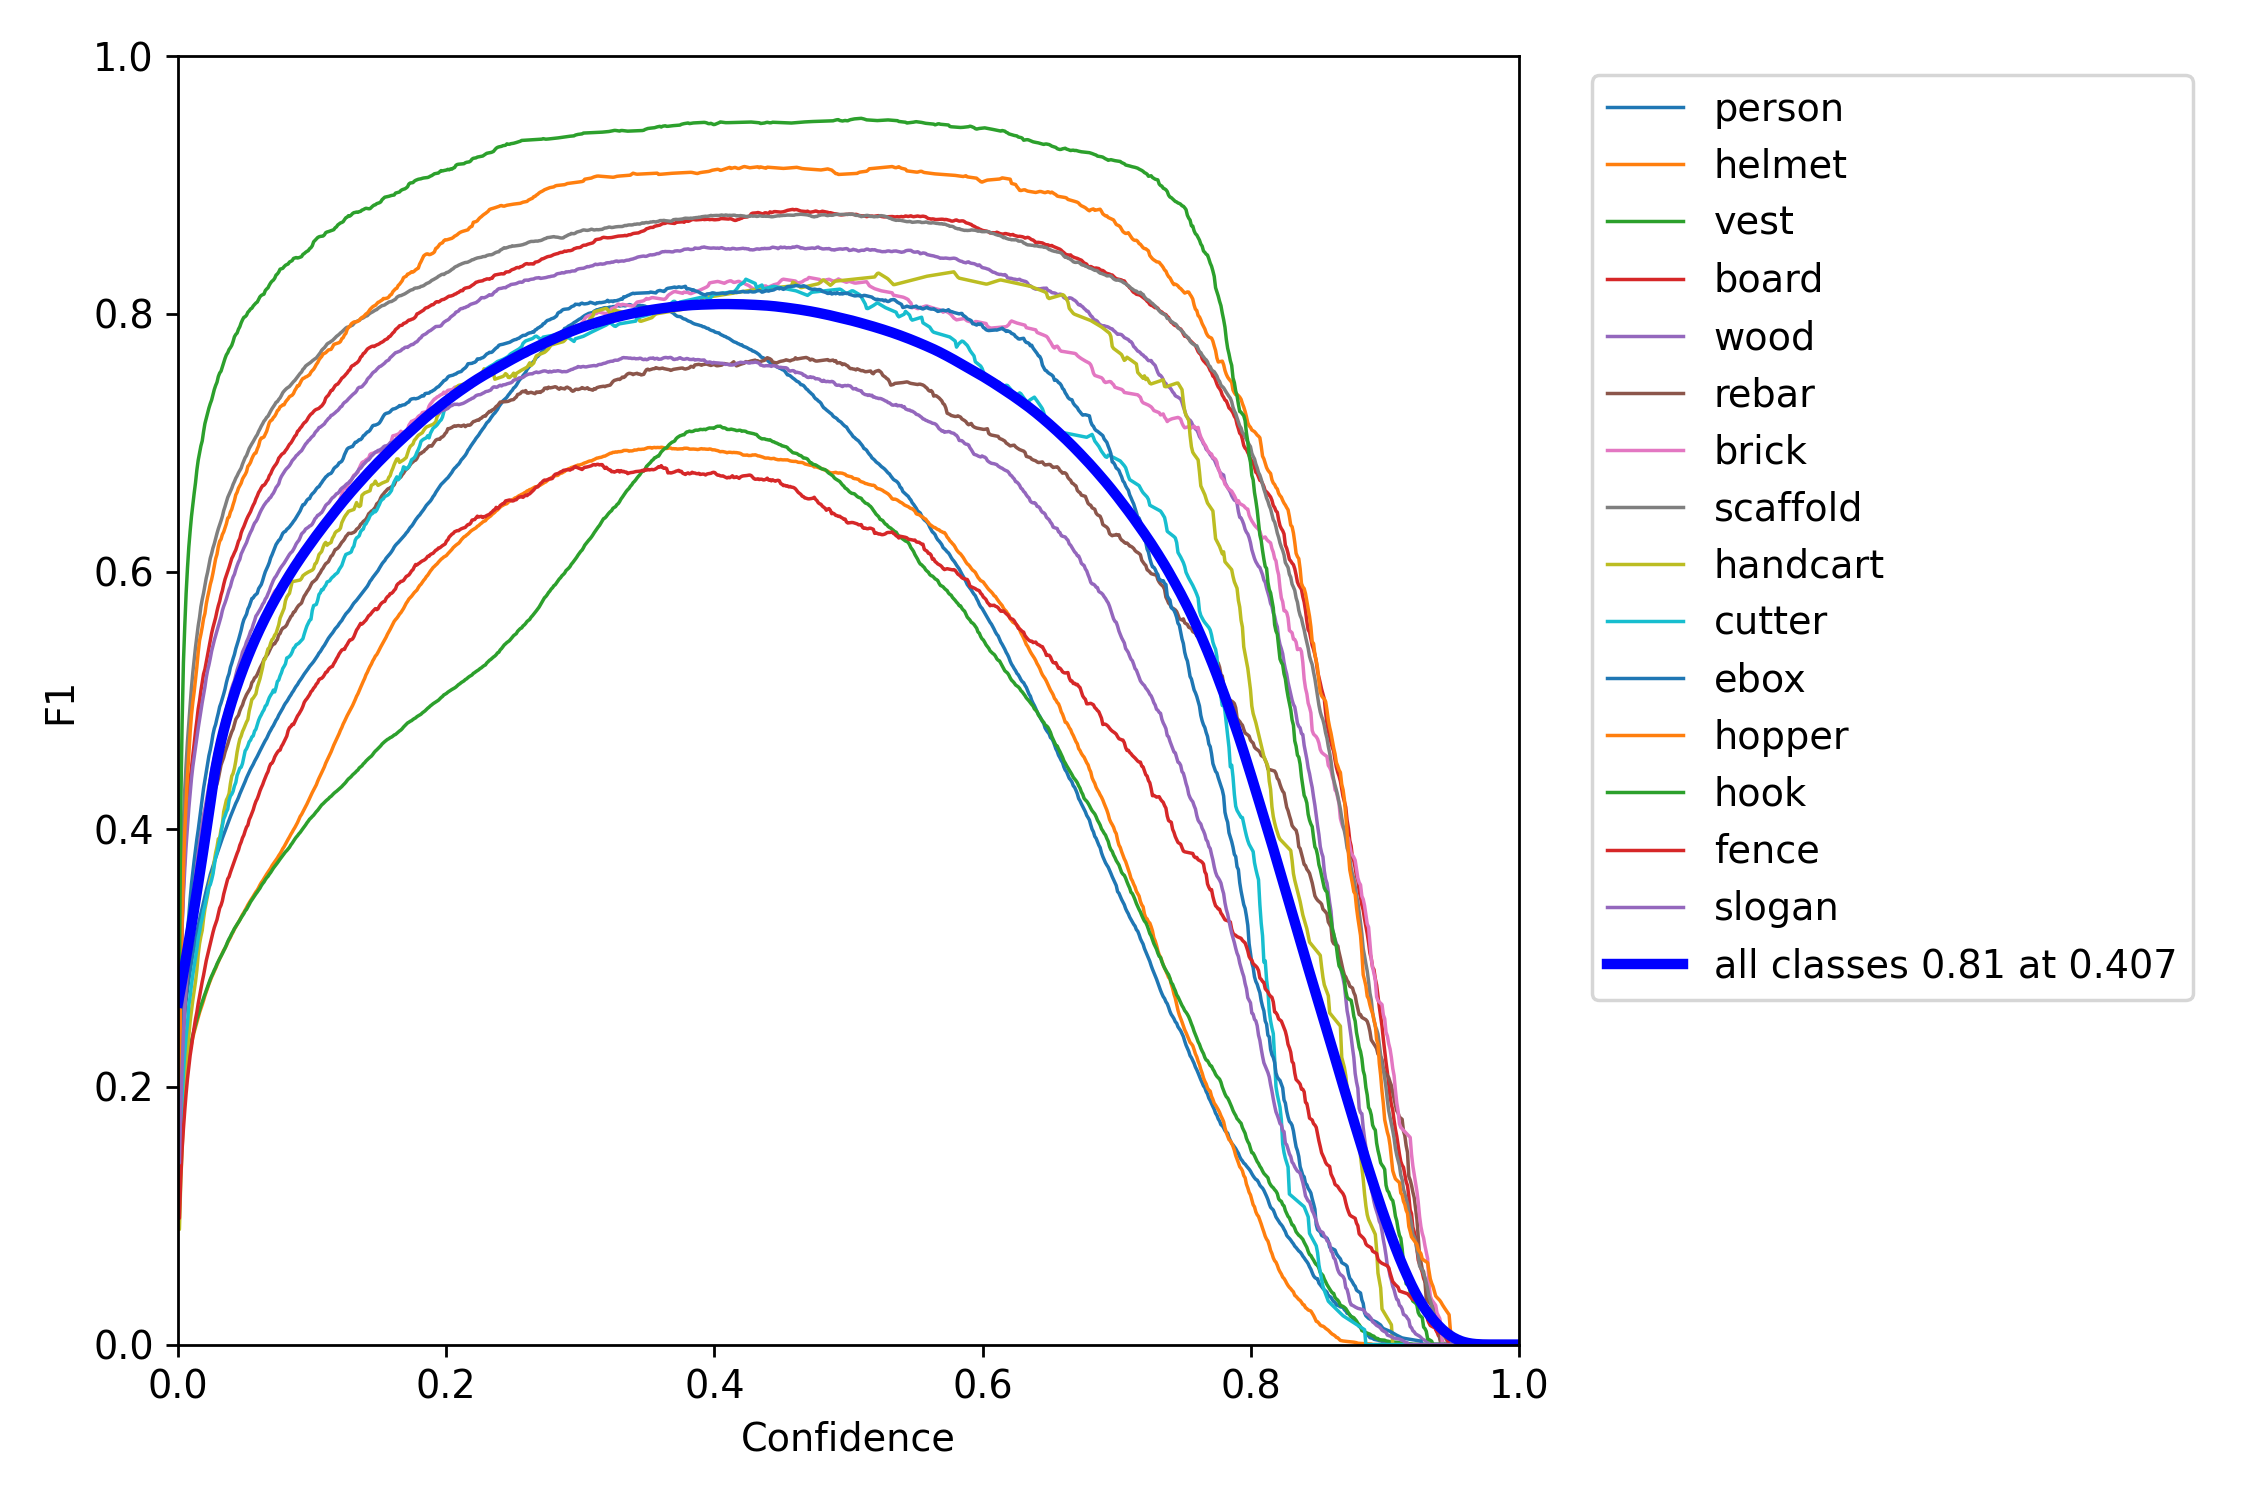 1.0
0.8
0.6
0.4
0.2
0.0
F1
0.0 0.2 0.4 0.6 0.8 1.0
Confidence
person
helmet
vest
board
wood
rebar
brick
scaffold
handcart
cutter
ebox
hopper
hook
fence
slogan
all classes 0.81 at 0.407